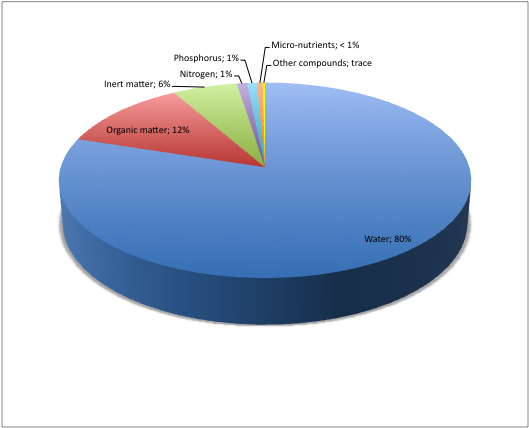 Micro-nutrients; < 1%
Phosphorus; 1%
Other compounds; trace
Nitrogen; 1%
Inert matter; 6%
Organic matter; 12%
Water; 80%